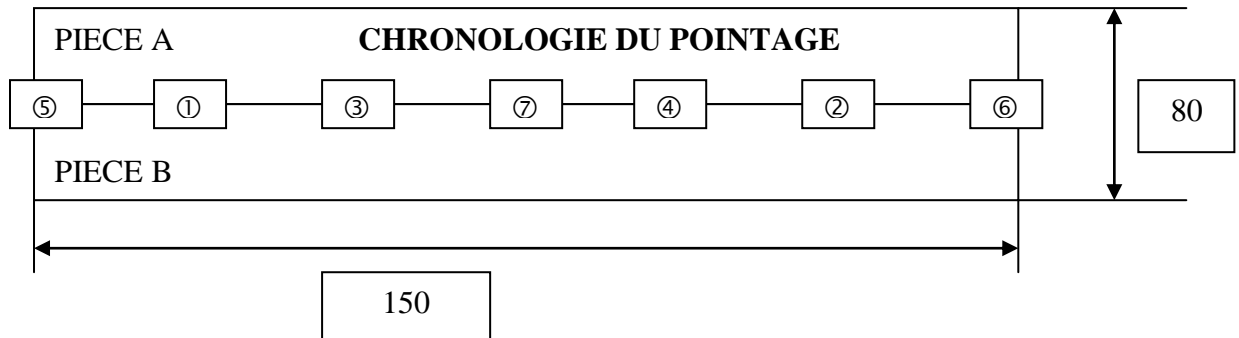 PIECE A CHRONOLOGIE DU POINTAGE
⑤ ① ③ ⑦ ④ ② ⑥
80
PIECE B
150